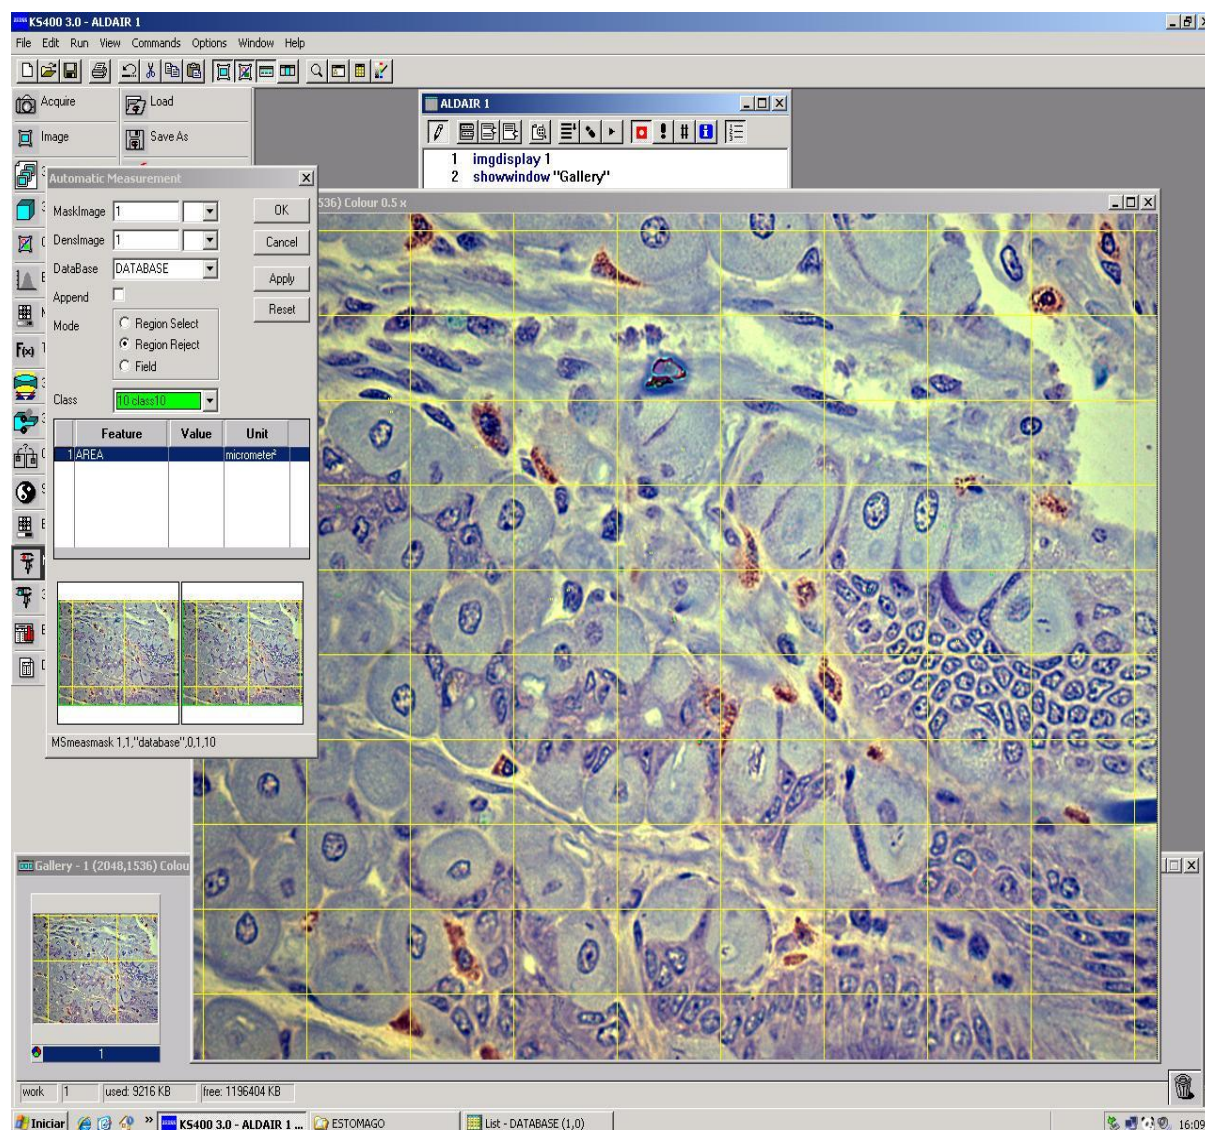 KS400 3.0 - ALDAIR 1
File Edit Run View Commands Options Window Help
Acquire
Load
Image
Save As
ALDAIR 1
1 imgdisplay 1
2 showwindow "Gallery"
Automatic Measurement
536) Colour 0.5 x
MaskImage 1
OK
DensImage 1
Cancel
DataBase DATABASE
Apply
Append
Reset
Mode
Region Select
Region Reject
Field
Class 10 class10
Feature Value Unit
1 AREA micrometer²
MSmeasmask 1,1,"database",0,1,10
Gallery - 1 (2048,1536) Colou
1
work 1 used: 9216 KB free: 1196404 KB
Iniciar » KS400 3.0 - ALDAIR 1 ... ESTOMAGO List - DATABASE (1,0) 16:09